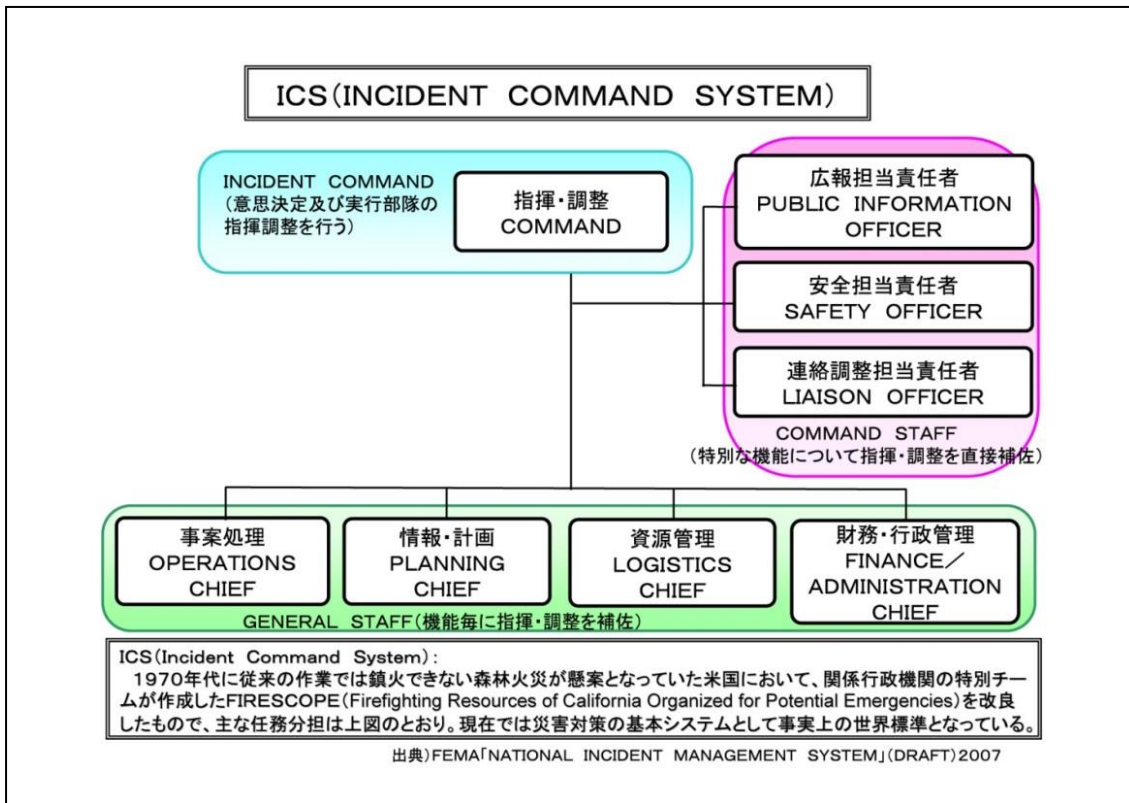 ICS(INCIDENT COMMAND SYSTEM)
INCIDENT COMMAND
(意思決定及び実行部隊の
指揮調整を行う)
指揮・調整
COMMAND
広報担当責任者
PUBLIC INFORMATION
OFFICER
安全担当責任者
SAFETY OFFICER
連絡調整担当責任者
LIAISON OFFICER
COMMAND STAFF
(特別な機能について指揮・調整を直接補佐)
事案処理
OPERATIONS
CHIEF
情報・計画
PLANNING
CHIEF
資源管理
LOGISTICS
CHIEF
財務・行政管理
FINANCE/
ADMINISTRATION
CHIEF
GENERAL STAFF(機能毎に指揮・調整を補佐)
ICS(Incident Command System):
1970年代に従来の作業では鎮火できない森林火災が懸案となっていた米国において、関係行政機関の特別チー
ムが作成したFIRESCOPE(Firefighting Resources of California Organized for Potential Emergencies)を改良
したもので、主な任務分担は上図のとおり。現在では災害対策の基本システムとして事実上の世界標準となっている。
出典)FEMA「NATIONAL INCIDENT MANAGEMENT SYSTEM」(DRAFT)2007